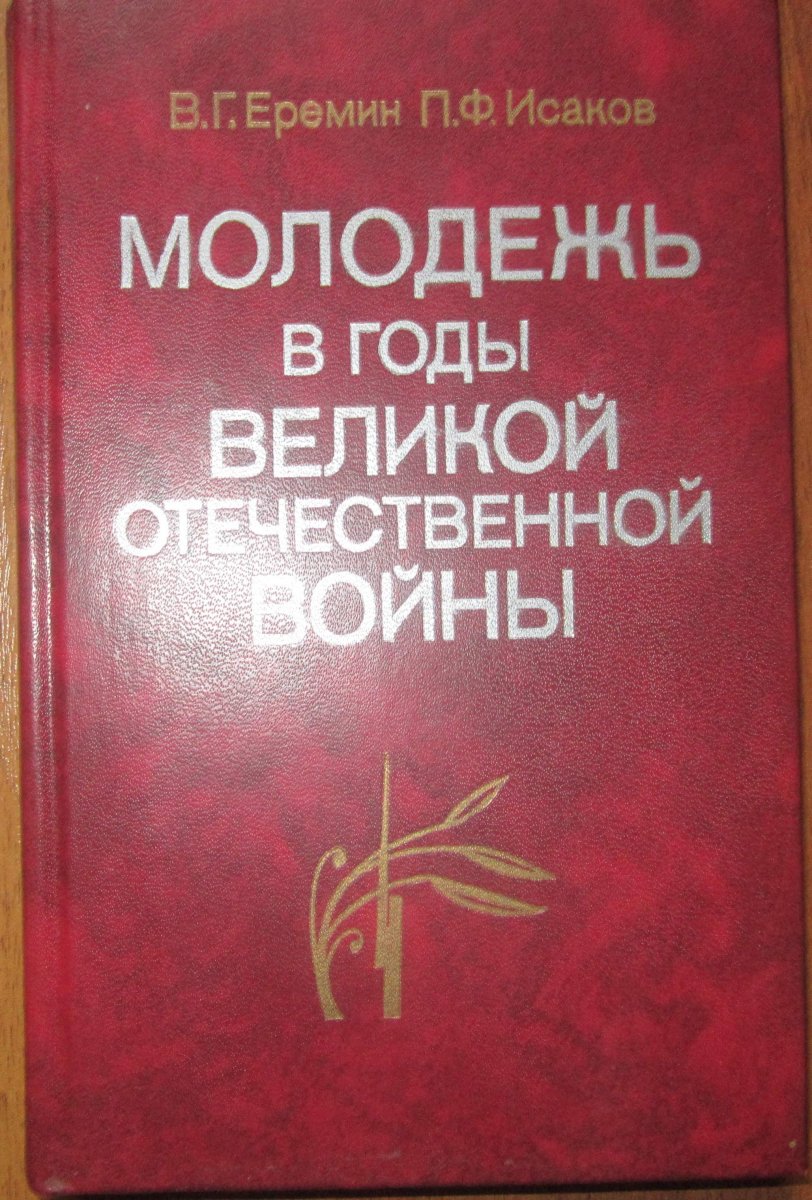 В.Г. Еремин П.Ф. Исаков
МОЛОДЕЖЬ
В ГОДЫ
ВЕЛИКОЙ
ОТЕЧЕСТВЕННОЙ
ВОЙНЫ